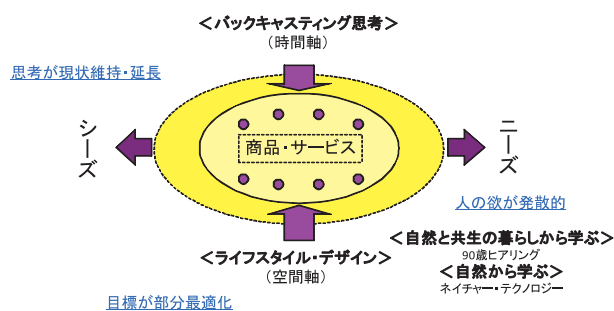 ＜バックキャスティング思考＞
（時間軸）
思考が現状維持・延長
シーズ
商品・サービス
ニーズ
人の欲が発散的
＜ライフスタイル・デザイン＞
（空間軸）
＜自然と共生の暮らしから学ぶ＞
90歳ヒアリング
＜自然から学ぶ＞
ネイチャー・テクノロジー
目標が部分最適化